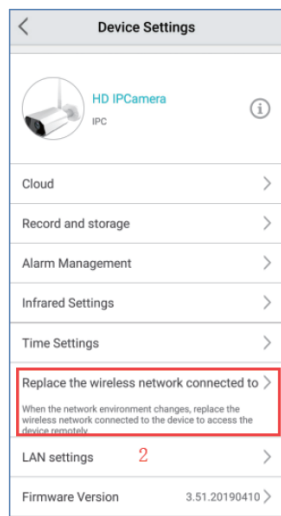 Device Settings
HD IPCamera
IPC
Cloud
Record and storage
Alarm Management
Infrared Settings
Time Settings
Replace the wireless network connected to
When the network environment changes, replace the
wireless network connected to the device to access the
device remotely
LAN settings 2
Firmware Version 3.51.20190410